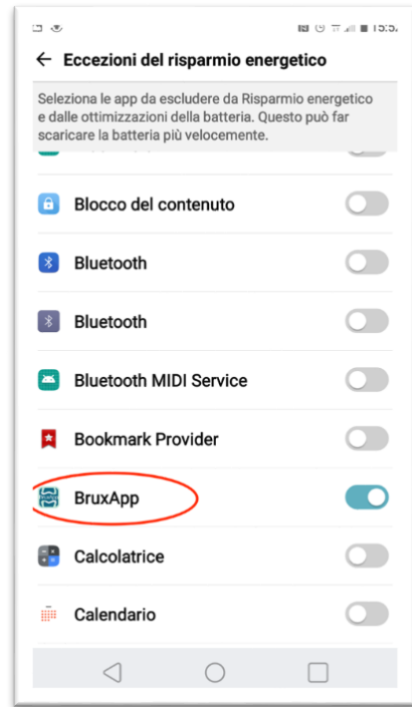 Eccezioni del risparmio energetico
Seleziona le app da escludere da Risparmio energetico
e dalle ottimizzazioni della batteria. Questo può far
scaricare la batteria più velocemente.
Blocco del contenuto
Bluetooth
Bluetooth
Bluetooth MIDI Service
Bookmark Provider
BruxApp
Calcolatrice
Calendario